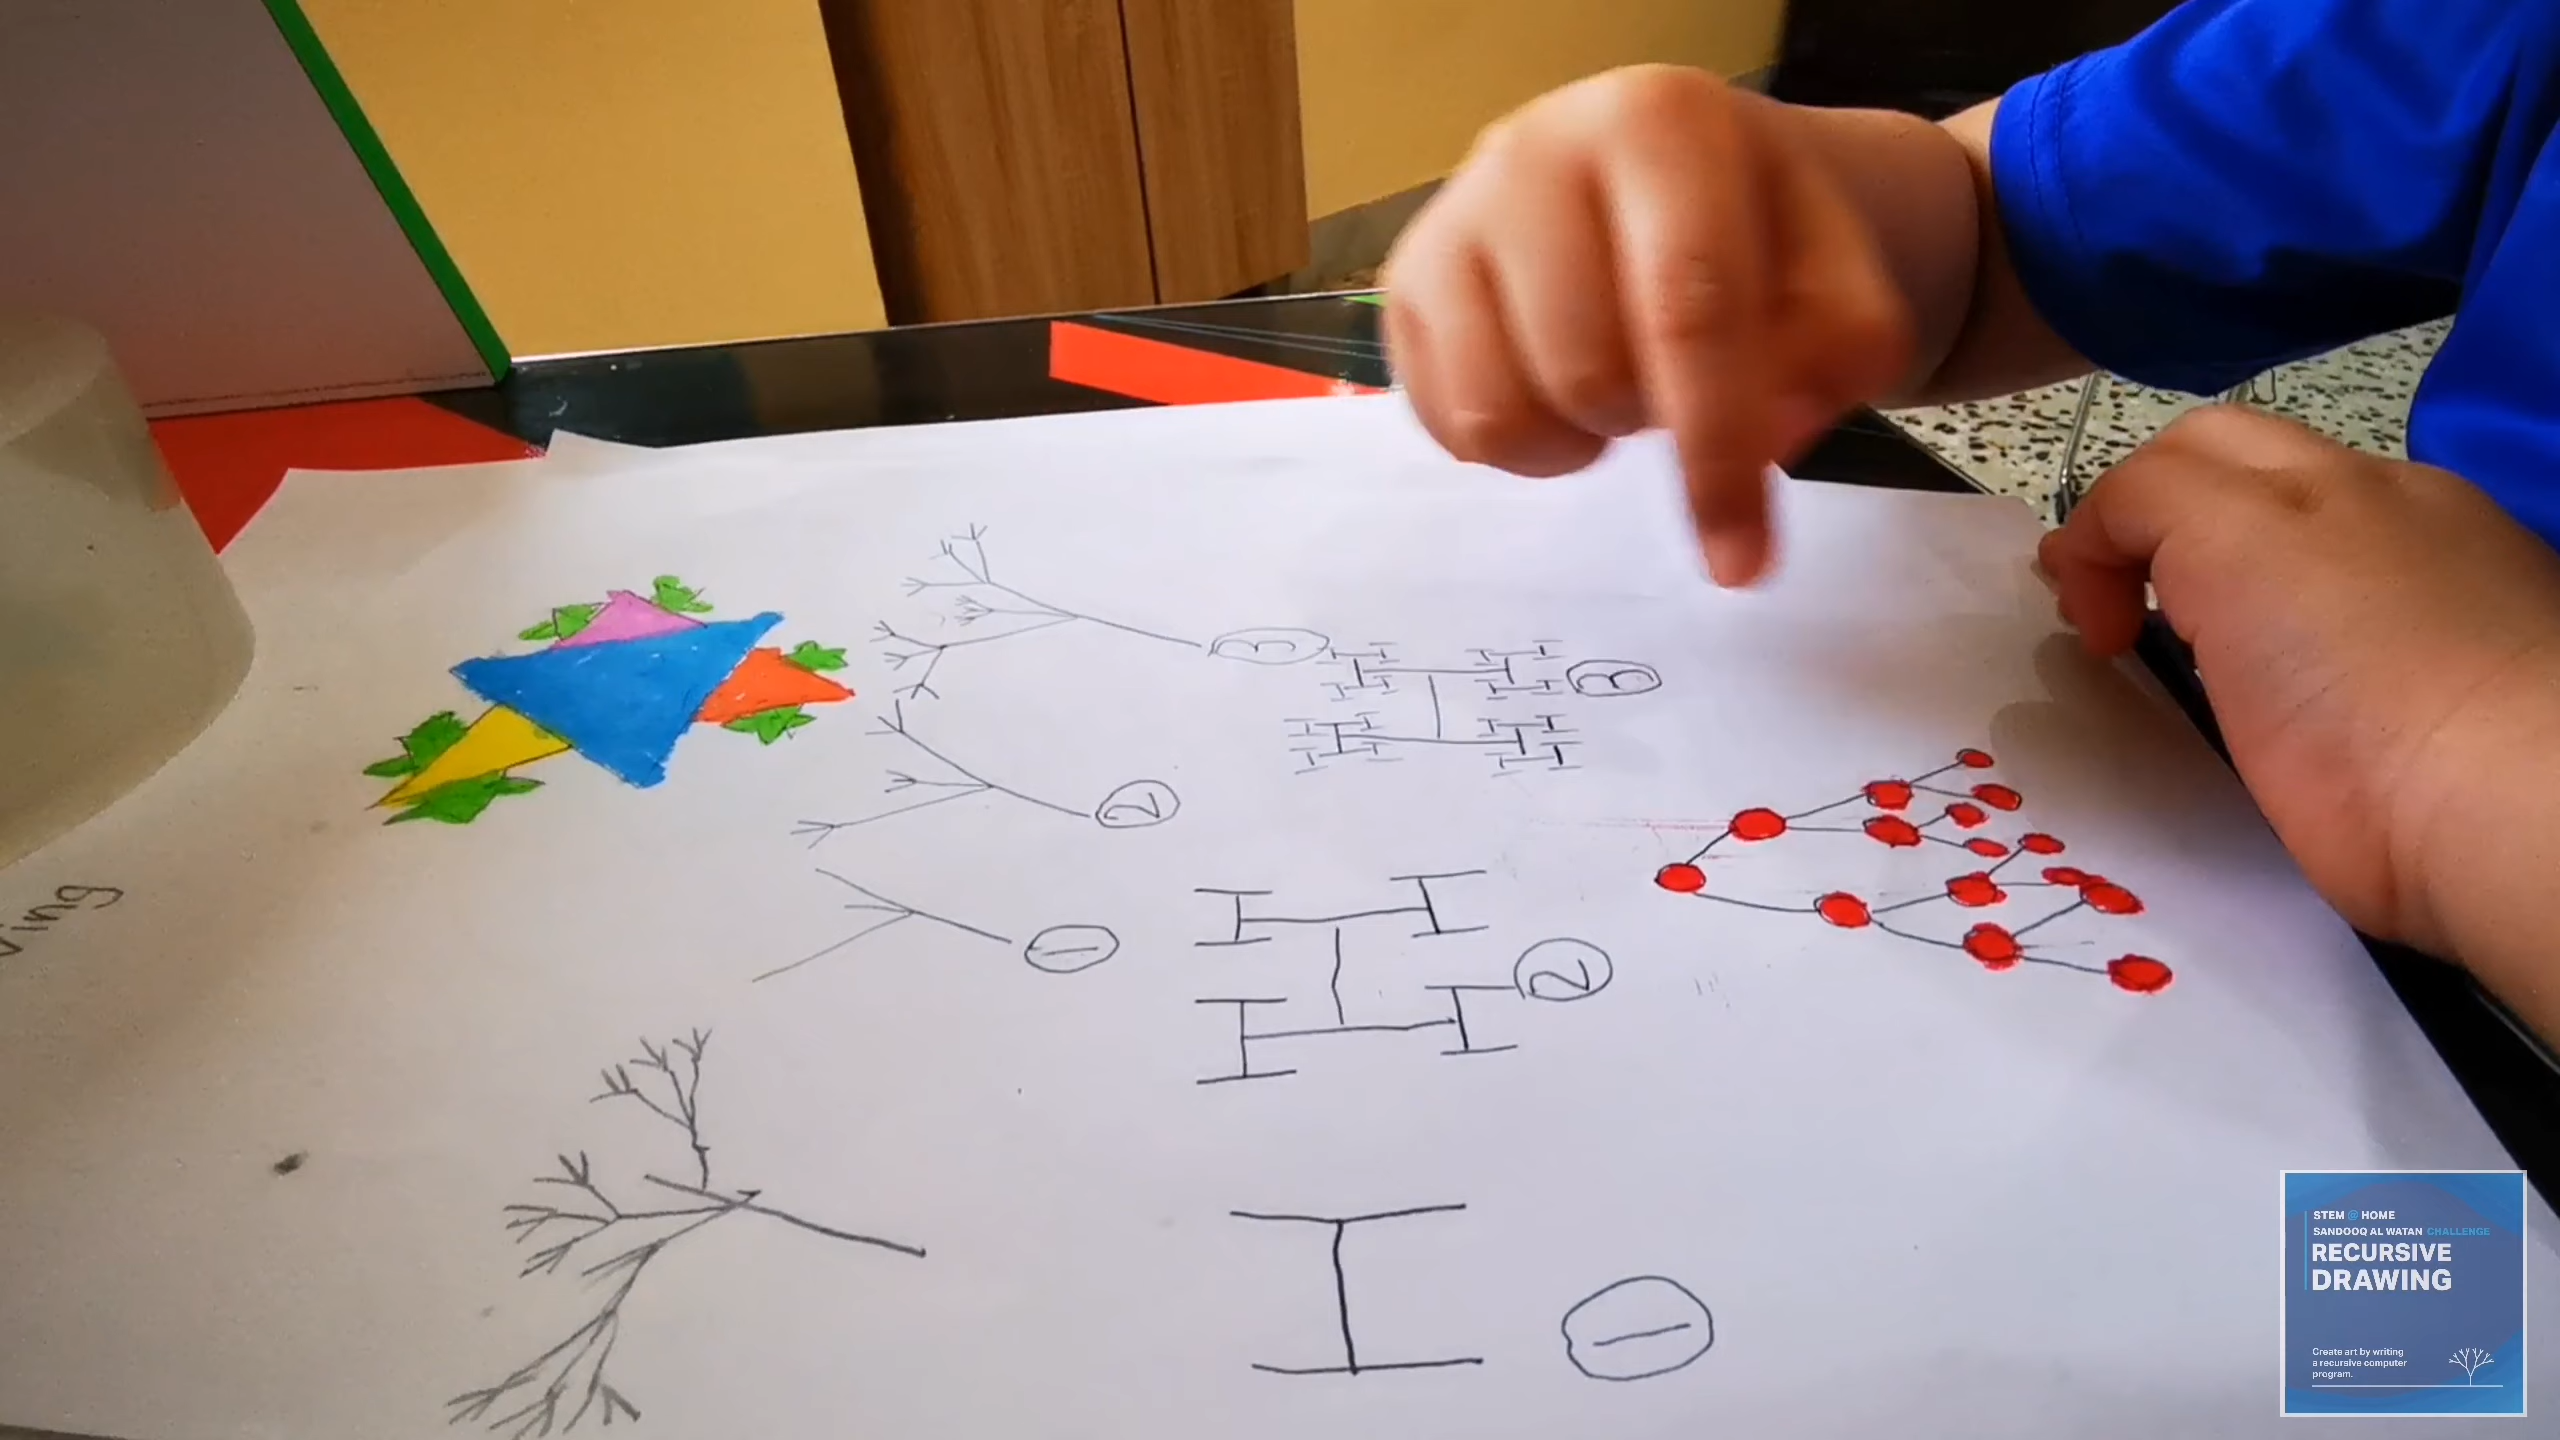 3
3
2
1
2
1
STEM @ HOME
SANDOOQ AL WATAN CHALLENGE
RECURSIVE
DRAWING
Create art by writing
a recursive computer
program.